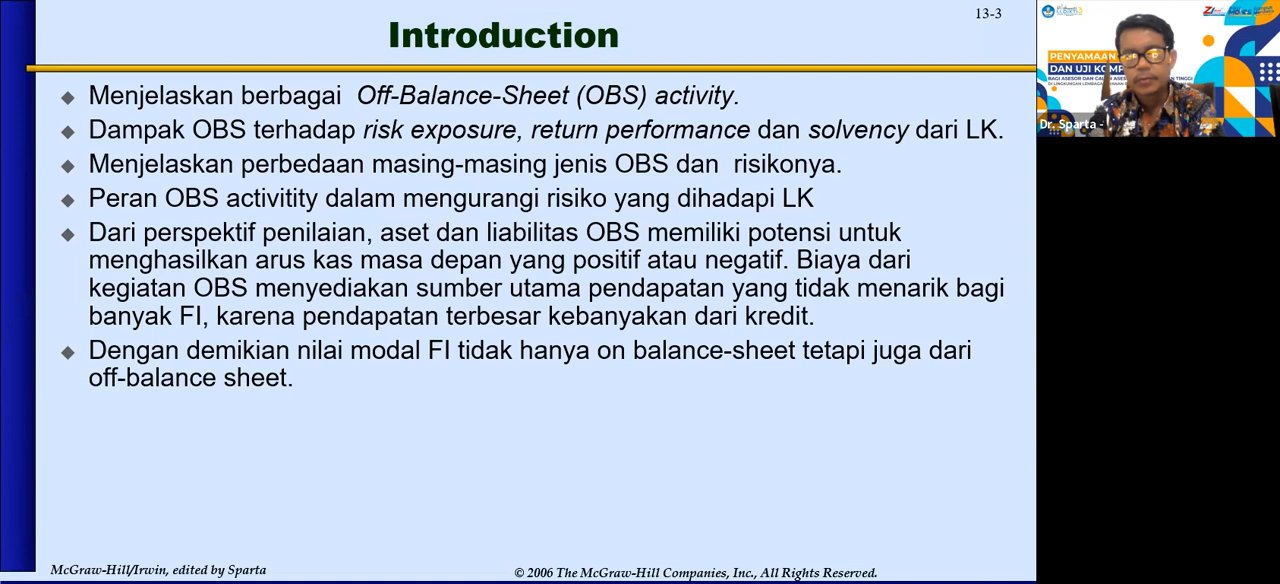 13-3
Introduction
Menjelaskan berbagai Off-Balance-Sheet (OBS) activity.
Dampak OBS terhadap risk exposure, return performance dan solvency dari LK.
Menjelaskan perbedaan masing-masing jenis OBS dan risikonya.
Peran OBS activitity dalam mengurangi risiko yang dihadapi LK
Dari perspektif penilaian, aset dan liabilitas OBS memiliki potensi untuk
menghasilkan arus kas masa depan yang positif atau negatif. Biaya dari
kegiatan OBS menyediakan sumber utama pendapatan yang tidak menarik bagi
banyak FI, karena pendapatan terbesar kebanyakan dari kredit.
Dengan demikian nilai modal FI tidak hanya on balance-sheet tetapi juga dari
off-balance sheet.
McGraw-Hill/Irwin, edited by Sparta
© 2006 The McGraw-Hill Companies, Inc., All Rights Reserved.
PENYAMAAN
DAN UJI
Dr. Sparta -